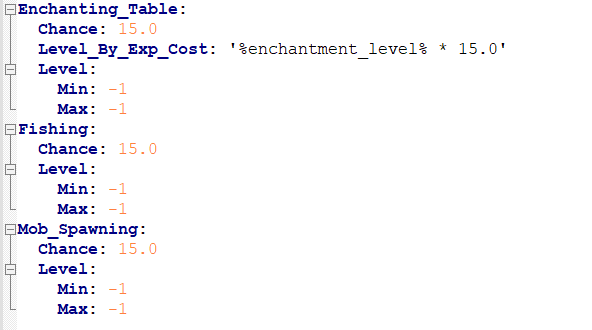 Enchanting_Table:
  Chance: 15.0
  Level_By_Exp_Cost: '%enchantment_level% * 15.0'
  Level:
    Min: -1
    Max: -1
Fishing:
  Chance: 15.0
  Level:
    Min: -1
    Max: -1
Mob_Spawning:
  Chance: 15.0
  Level:
    Min: -1
    Max: -1